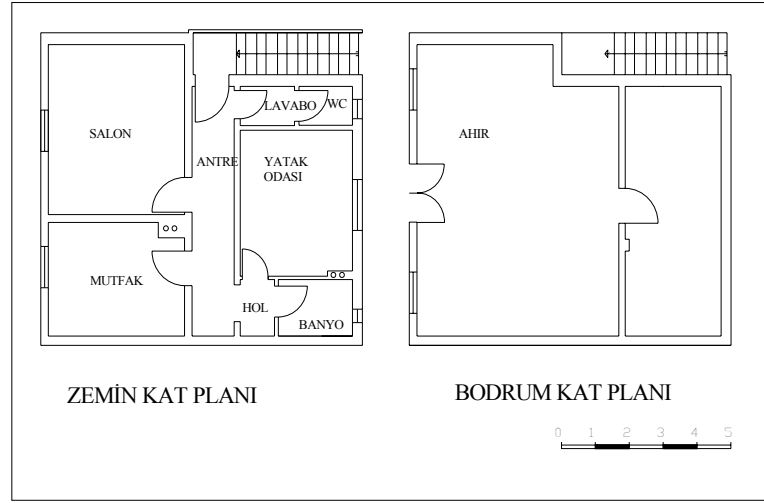 LAVABO WC
SALON
ANTRE
YATAK
ODASI
MUTFAK
HOL
BANYO
ZEMİN KAT PLANI
AHIR
BODRUM KAT PLANI
0 1 2 3 4 5